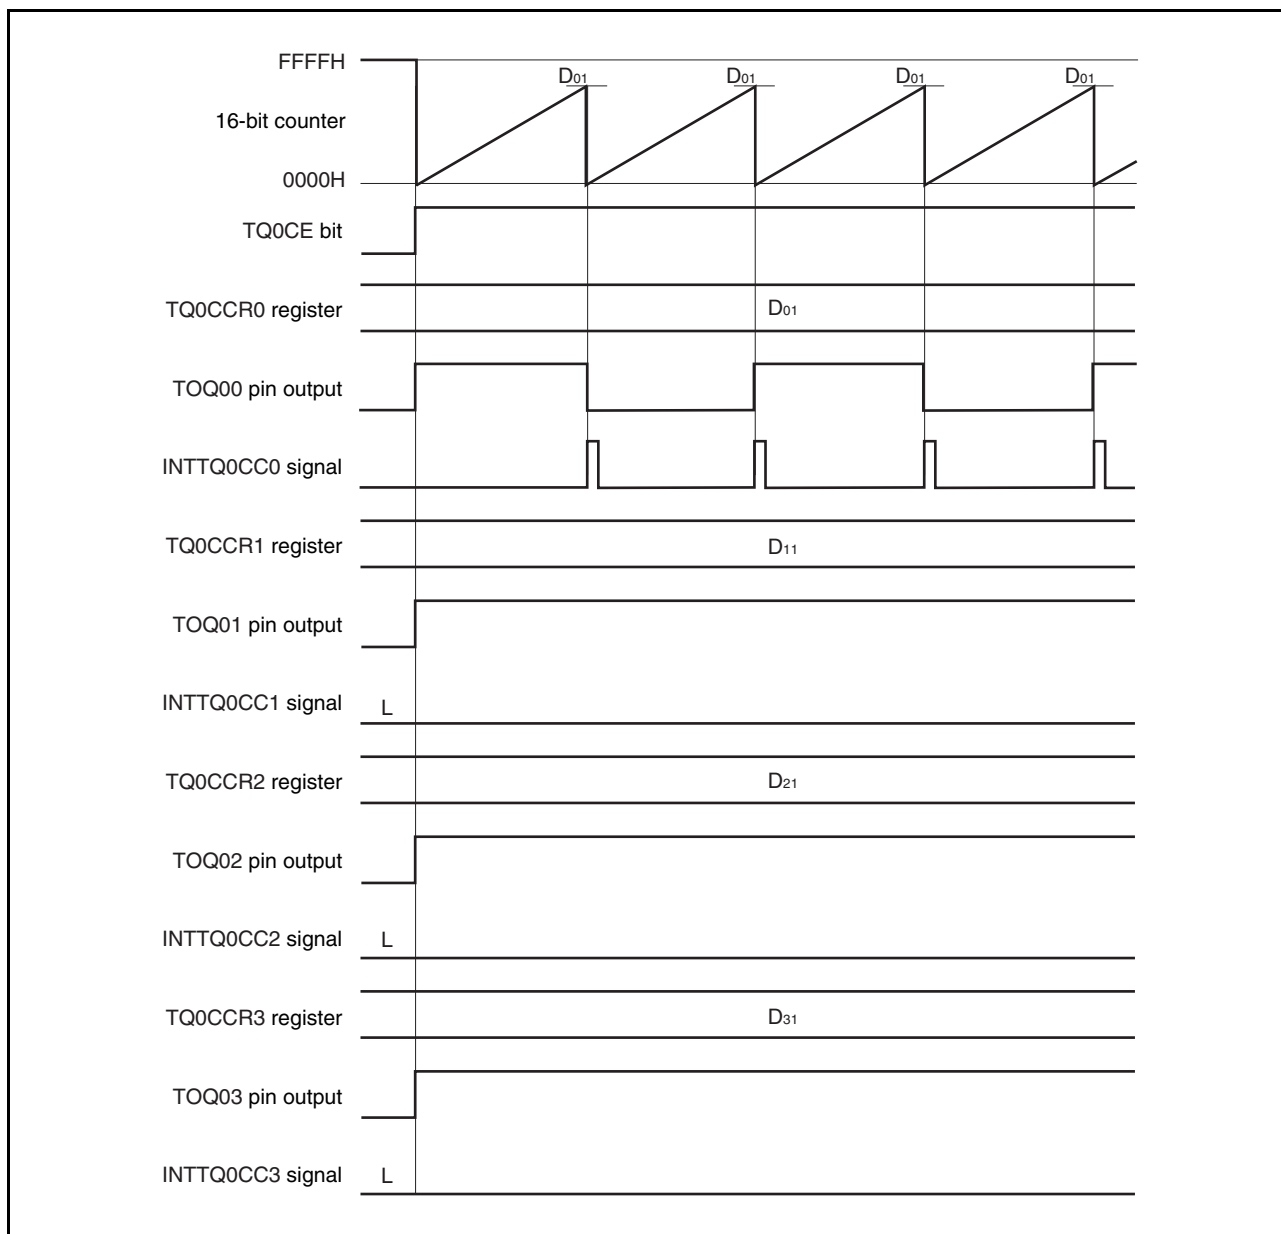 FFFFH
D01 D01 D01 D01
16-bit counter
0000H
TQ0CE bit
TQ0CCR0 register D01
TOQ00 pin output
INTTQ0CC0 signal
TQ0CCR1 register D11
TOQ01 pin output
INTTQ0CC1 signal L
TQ0CCR2 register D21
TOQ02 pin output
INTTQ0CC2 signal L
TQ0CCR3 register D31
TOQ03 pin output
INTTQ0CC3 signal L